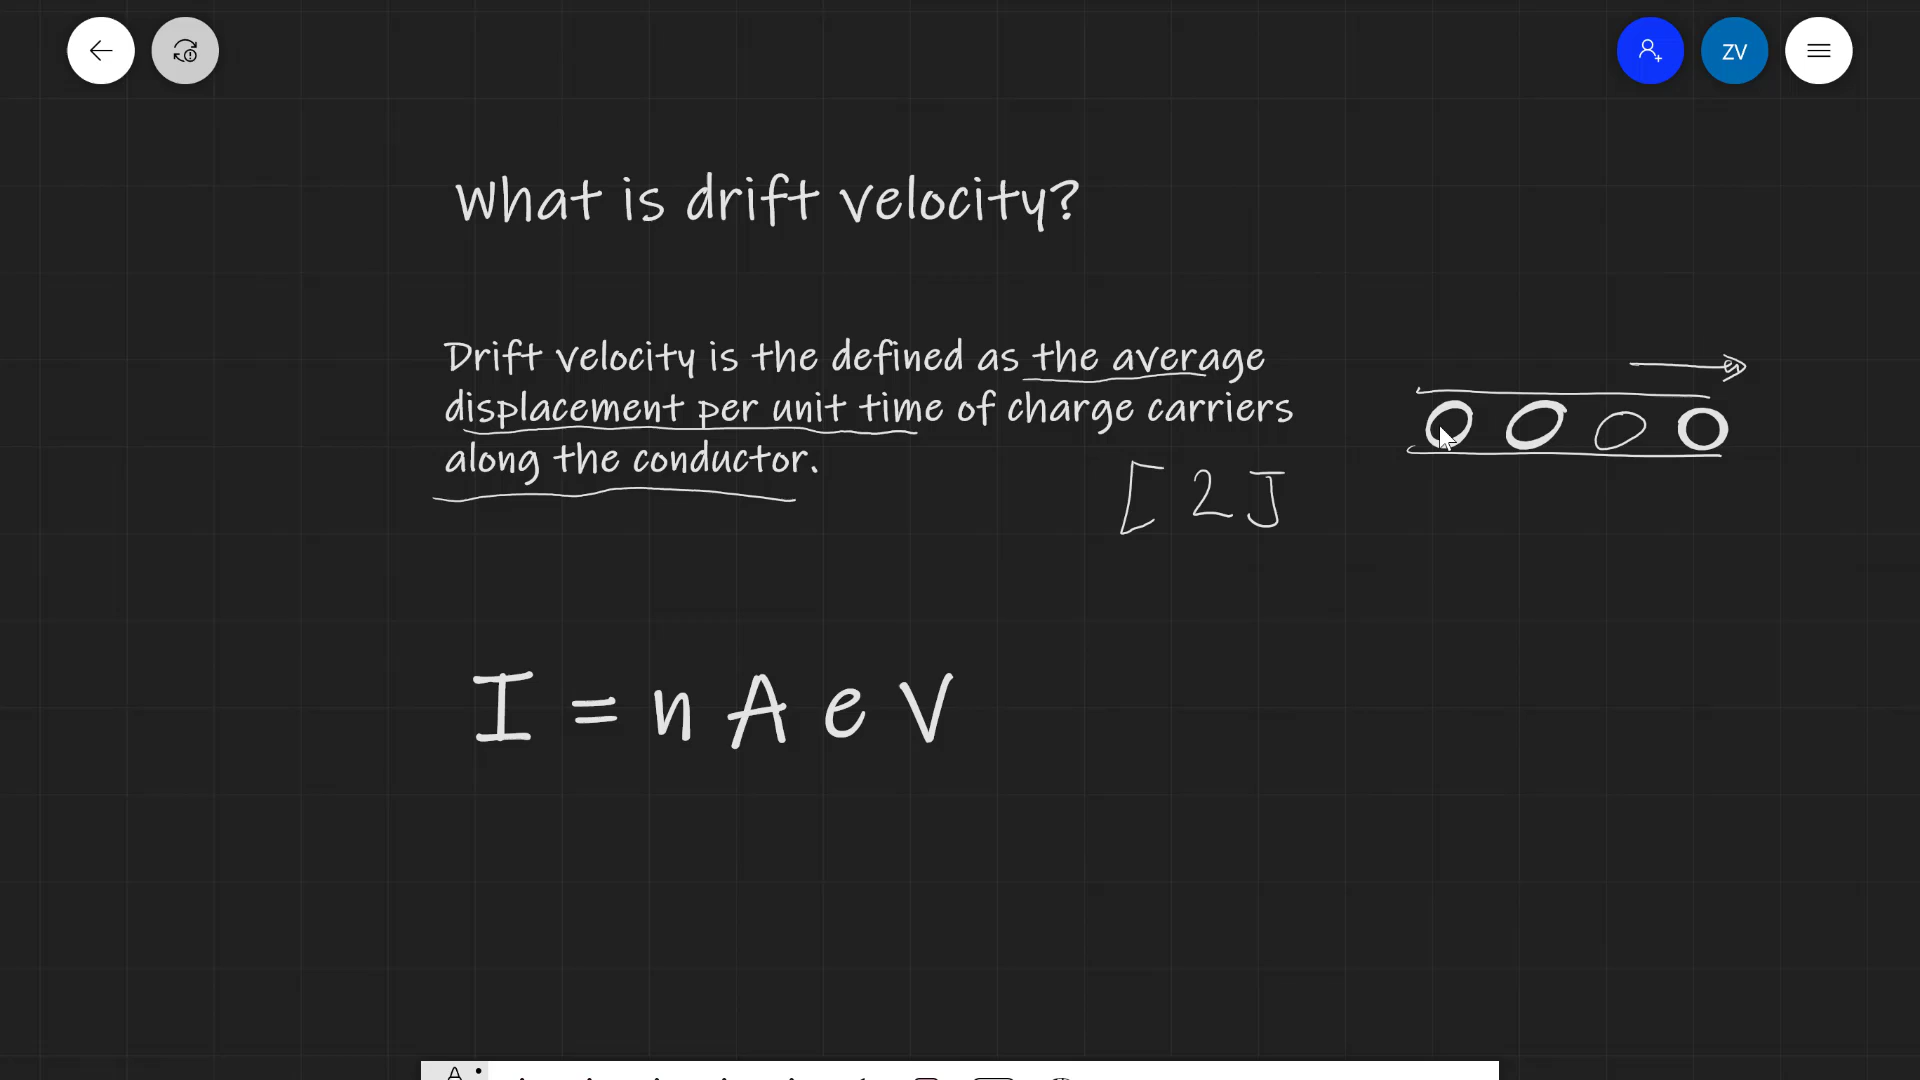 ZV
What is drift velocity?
Drift velocity is the defined as the average
displacement per unit time of charge carriers
along the conductor.
[2]
I = n A e V